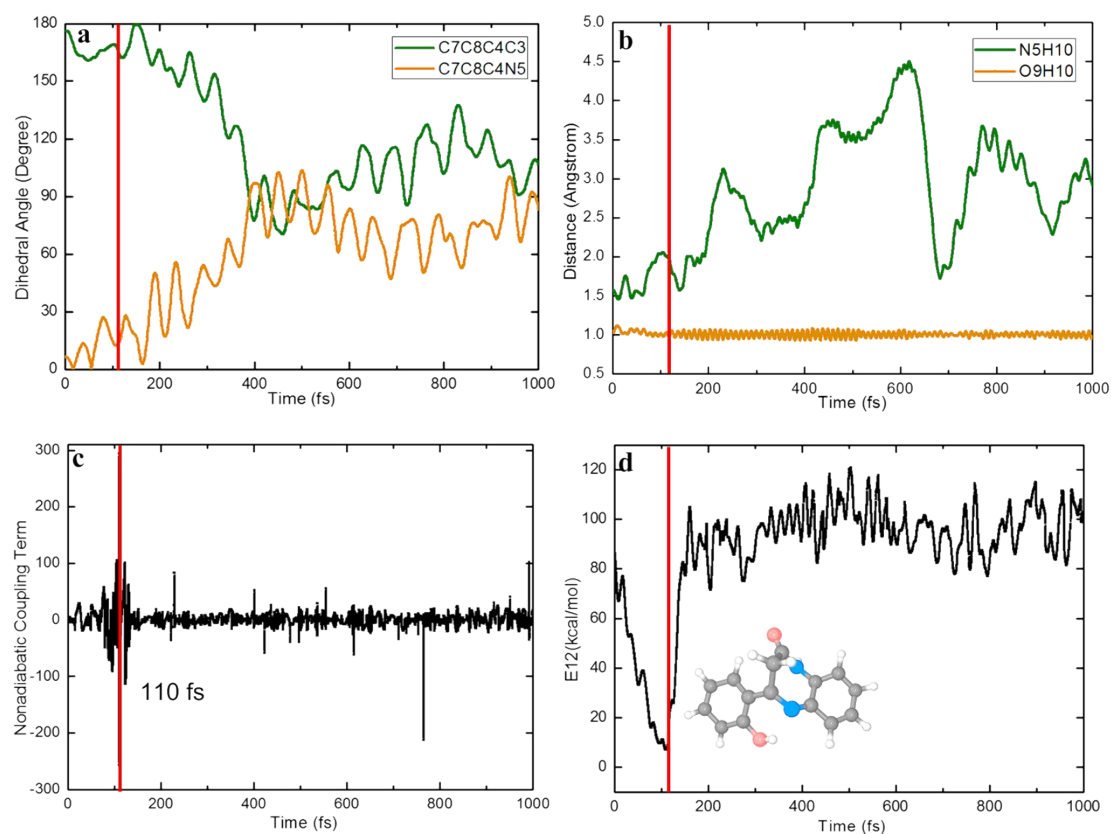 a
C7C8C4C3
C7C8C4N5
Dihedral Angle (Degree)
180
150
120
90
60
30
0
0 200 400 600 800 1000
Time (fs)
b
N5H10
O9H10
Distance (Angstrom)
5.0
4.5
4.0
3.5
3.0
2.5
2.0
1.5
1.0
0.5
0 200 400 600 800 1000
Time (fs)
c
Nonadiabatic Coupling Term
300
200
100
0
-100
-200
-300
110 fs
0 200 400 600 800 1000
Time (fs)
d
E12(kcal/mol)
120
100
80
60
40
20
0
0 200 400 600 800 1000
Time (fs)